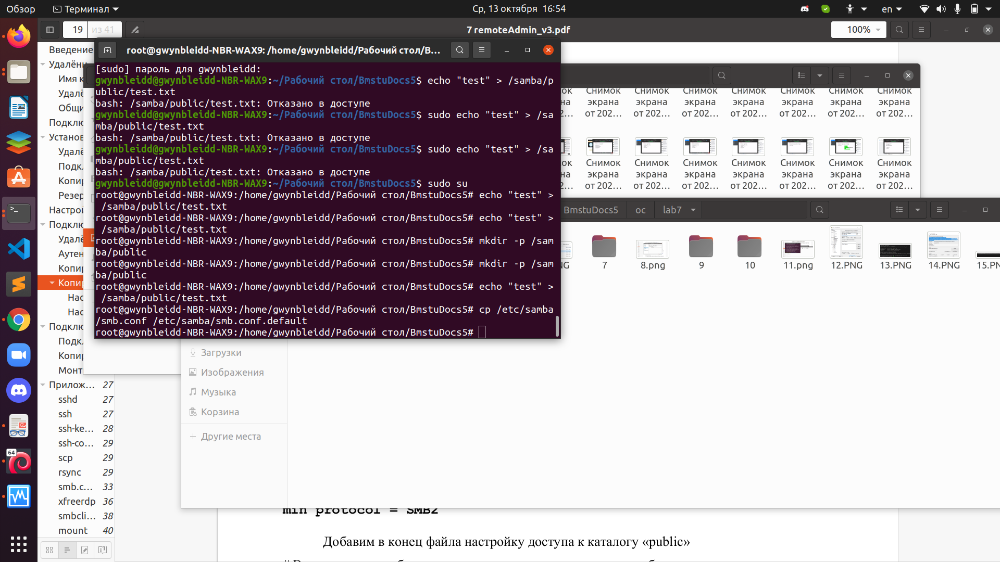 Обзор
Терминал
Ср, 13 октября 16:54
en
19 из 41
7 remoteAdmin_v3.pdf
100%
Введение
Удалённ
Имя к
Удалё
Общи
Подклю
Установ
Удалё
Подкл
Копир
Резер
Настрой
Подклю
Удалё
Аутен
Копир
Копир
Нас
Нас
Подклю
Подкл
Копир
Монти
Прилож... 27
sshd 27
ssh 27
ssh-ke... 28
ssh-co... 29
scp 29
rsync 29
smb.c... 33
xfreerdp 36
smbcli... 38
mount 40
root@gwynbleidd-NBR-WAX9: /home/gwynbleidd/Рабочий стол/B...
[sudo] пароль для gwynbleidd:
gwynbleidd@gwynbleidd-NBR-WAX9:~/Рабочий стол/BmstuDocs5$ echo "test" > /samba/p
ublic/test.txt
bash: /samba/public/test.txt: Отказано в доступе
gwynbleidd@gwynbleidd-NBR-WAX9:~/Рабочий стол/BmstuDocs5$ sudo echo "test" > /sa
mba/public/test.txt
bash: /samba/public/test.txt: Отказано в доступе
gwynbleidd@gwynbleidd-NBR-WAX9:~/Рабочий стол/BmstuDocs5$ sudo echo "test" > /sa
mba/public/test.txt
bash: /samba/public/test.txt: Отказано в доступе
gwynbleidd@gwynbleidd-NBR-WAX9:~/Рабочий стол/BmstuDocs5$ sudo su
root@gwynbleidd-NBR-WAX9:/home/gwynbleidd/Рабочий стол/BmstuDocs5# echo "test" >
/samba/public/test.txt
root@gwynbleidd-NBR-WAX9:/home/gwynbleidd/Рабочий стол/BmstuDocs5# echo "test" >
/samba/public/test.txt
root@gwynbleidd-NBR-WAX9:/home/gwynbleidd/Рабочий стол/BmstuDocs5# mkdir -p /sam
ba/public
root@gwynbleidd-NBR-WAX9:/home/gwynbleidd/Рабочий стол/BmstuDocs5# mkdir -p /sam
ba/public
root@gwynbleidd-NBR-WAX9:/home/gwynbleidd/Рабочий стол/BmstuDocs5# echo "test" >
/samba/public/test.txt
root@gwynbleidd-NBR-WAX9:/home/gwynbleidd/Рабочий стол/BmstuDocs5# cp /etc/samba
/smb.conf /etc/samba/smb.conf.default
root@gwynbleidd-NBR-WAX9:/home/gwynbleidd/Рабочий стол/BmstuDocs5#
ок Снимок Снимок Снимок Снимок Снимок Снимок Снимок
на экрана экрана экрана экрана экрана экрана экрана
2... от 202... от 202... от 202... от 202... от 202... от 202... от 202...
ок Снимок Снимок Снимок Снимок Снимок Снимок Снимок
на экрана экрана экрана экрана экрана экрана экрана
2... от 202... от 202... от 202... от 202... от 202... от 202... от 202...
BmstuDocs5 ос lab7
NG 7 8.png 9 10 11.png 12.PNG 13.PNG 14.PNG 15.PN
Загрузки
Изображения
Музыка
Корзина
Другие места
64
min protocol = SMB2
Добавим в конец файла настройку доступа к каталогу «public»